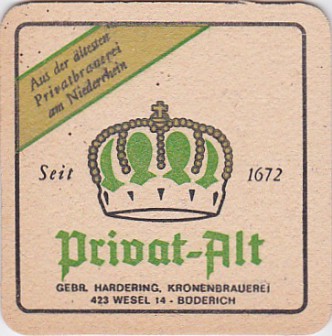 Aus der ältesten
Privatbrauerei
am Niederrhein
Seit 1672
Privat-Alt
GEBR. HARDERING, KRONENBRAUEREI
423 WESEL 14 - BÜDERICH